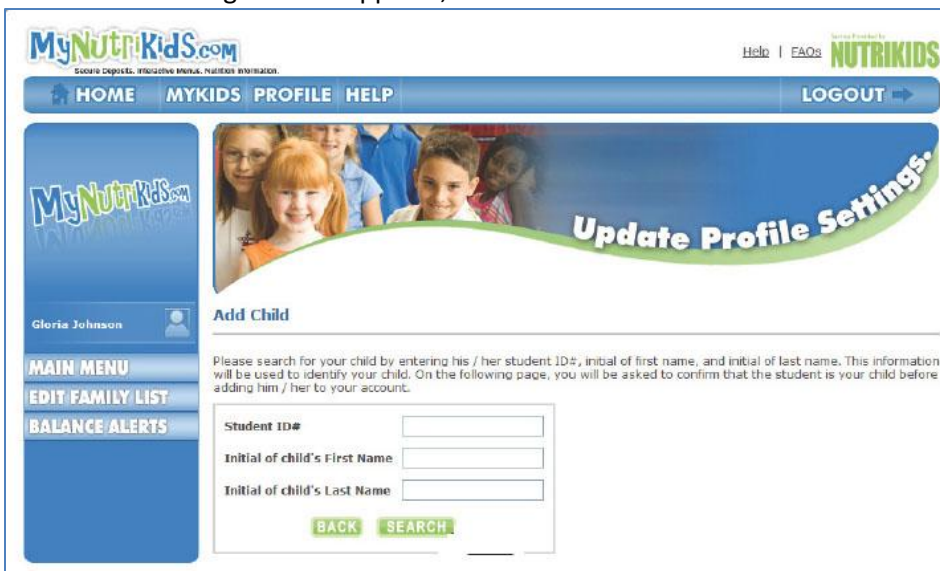 MyNutriKids.com
Secure Deposits. Interactive Menus. Nutrition Information.
Help | FAQs
Service Provided by
NUTRIKIDS
HOME MYKIDS PROFILE HELP
LOGOUT
MyNutriKids.com
Update Profile Settings.
Gloria Johnson
MAIN MENU
EDIT FAMILY LIST
BALANCE ALERTS
Add Child
Please search for your child by entering his / her student ID#, initial of first name, and initial of last name. This information
will be used to identify your child. On the following page, you will be asked to confirm that the student is your child before
adding him / her to your account.
Student ID#
Initial of child's First Name
Initial of child's Last Name
BACK SEARCH